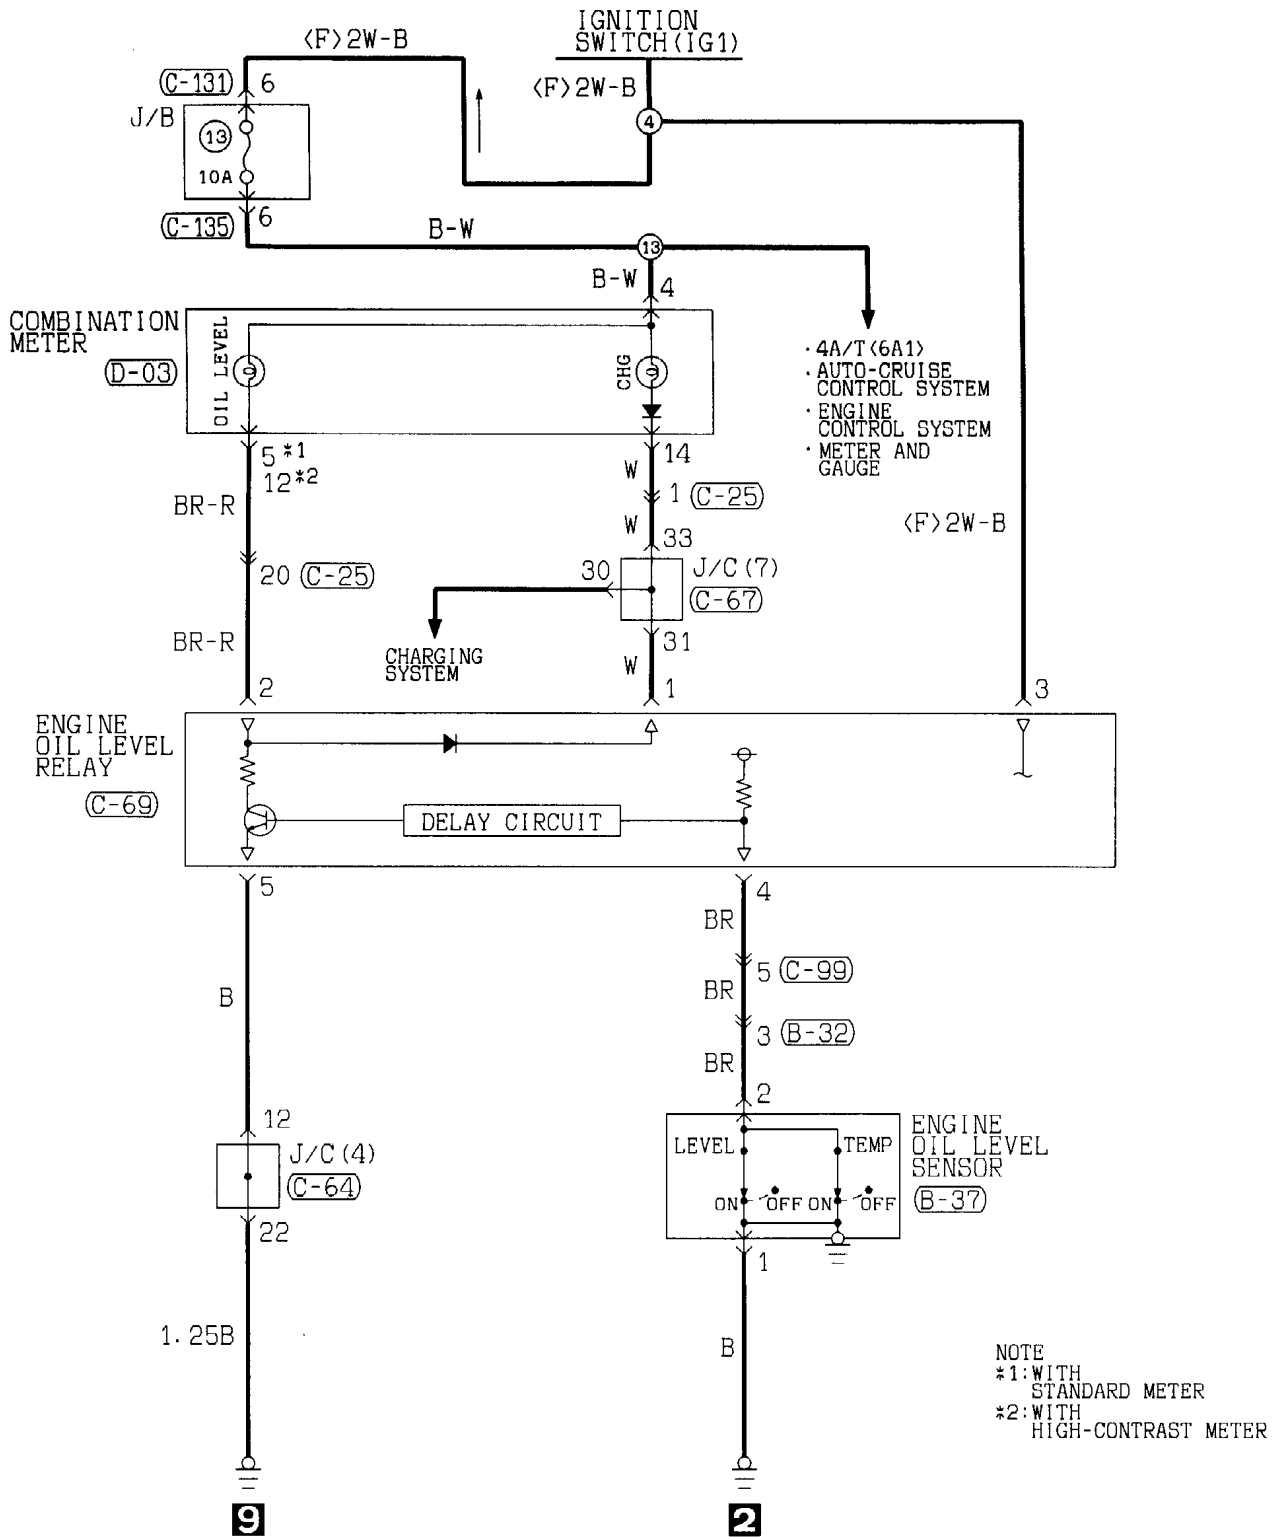 IGNITION
SWITCH(IG1)
<F>2W-B
<F>2W-B
C-131
6
J/B
13
10A
4
C-135
6
B-W
13
B-W
4
COMBINATION
METER
D-03
OIL LEVEL
CHG
·4A/T<6A1>
·AUTO-CRUISE
CONTROL SYSTEM
·ENGINE
CONTROL SYSTEM
·METER AND
GAUGE
5*1
12*2
14
W
1
C-25
BR-R
W
33
<F>2W-B
20
C-25
30
J/C(7)
C-67
BR-R
CHARGING
SYSTEM
31
W
2
1
3
ENGINE
OIL LEVEL
RELAY
C-69
DELAY CIRCUIT
5
4
BR
5
C-99
B
BR
3
B-32
BR
2
12
J/C(4)
C-64
22
LEVEL
TEMP
ON
OFF
ON
OFF
ENGINE
OIL LEVEL
SENSOR
B-37
1
1.25B
B
NOTE
*1:WITH
STANDARD METER
*2:WITH
HIGH-CONTRAST METER
9
2